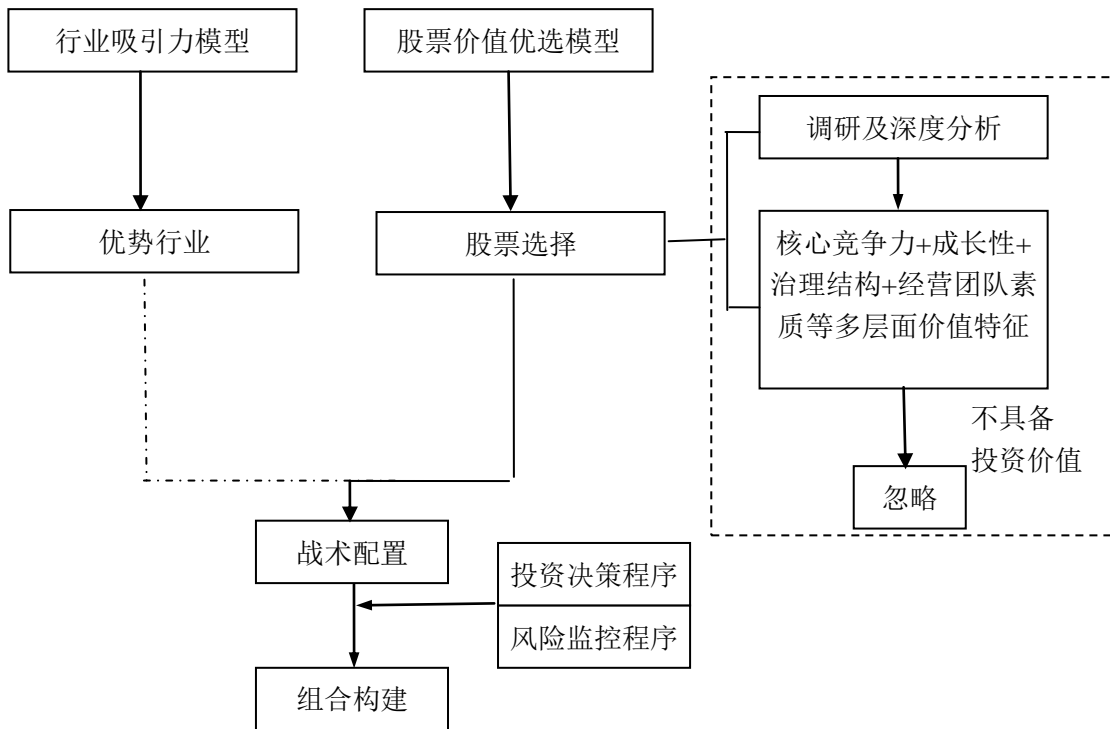 行业吸引力模型
股票价值优选模型
调研及深度分析
优势行业
股票选择
核心竞争力+成长性+
治理结构+经营团队素
质等多层面价值特征
不具备
投资价值
忽略
战术配置
投资决策程序
风险监控程序
组合构建